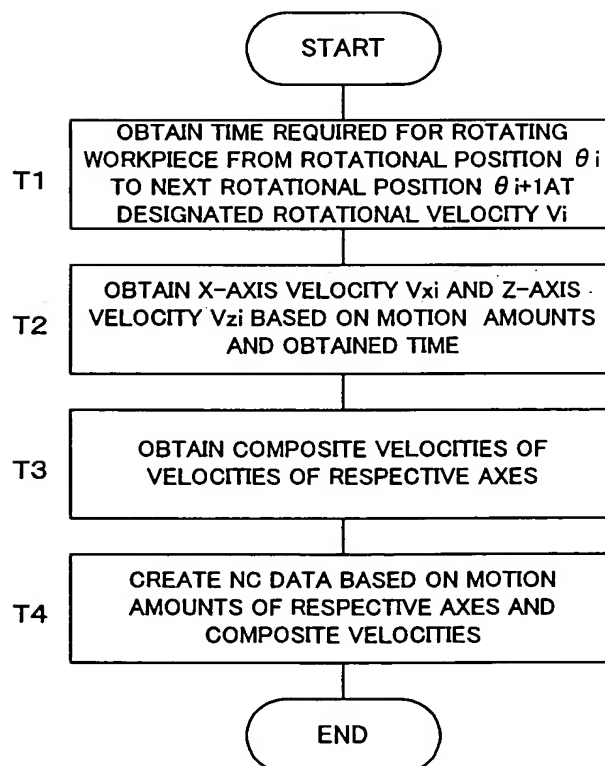 START
T1
OBTAIN TIME REQUIRED FOR ROTATING
WORKPIECE FROM ROTATIONAL POSITION θi
TO NEXT ROTATIONAL POSITION θi+1AT
DESIGNATED ROTATIONAL VELOCITY Vi
T2
OBTAIN X-AXIS VELOCITY Vxi AND Z-AXIS
VELOCITY Vzi BASED ON MOTION AMOUNTS
AND OBTAINED TIME
T3
OBTAIN COMPOSITE VELOCITIES OF
VELOCITIES OF RESPECTIVE AXES
T4
CREATE NC DATA BASED ON MOTION
AMOUNTS OF RESPECTIVE AXES AND
COMPOSITE VELOCITIES
END